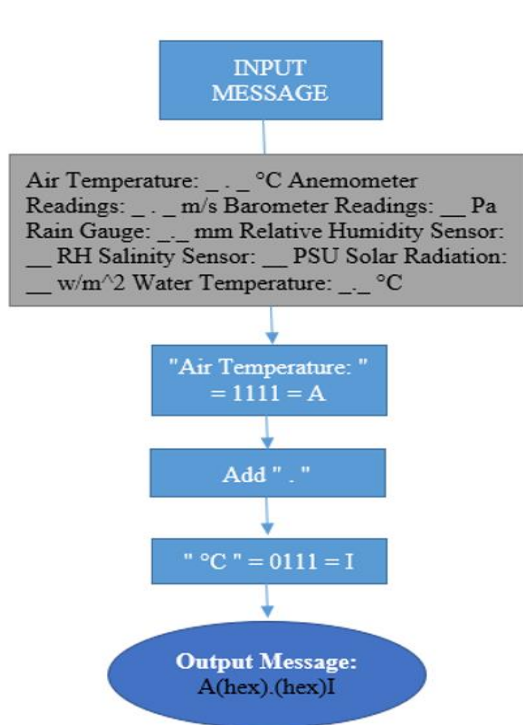 INPUT
MESSAGE
Air Temperature: _ . _ °C Anemometer
Readings: _ . _ m/s Barometer Readings: __ Pa
Rain Gauge: _._ mm Relative Humidity Sensor:
__ RH Salinity Sensor: __ PSU Solar Radiation:
__ w/m^2 Water Temperature: _._ °C
"Air Temperature: "
= 1111 = A
Add " . "
" °C " = 0111 = I
Output Message:
A(hex).(hex)I